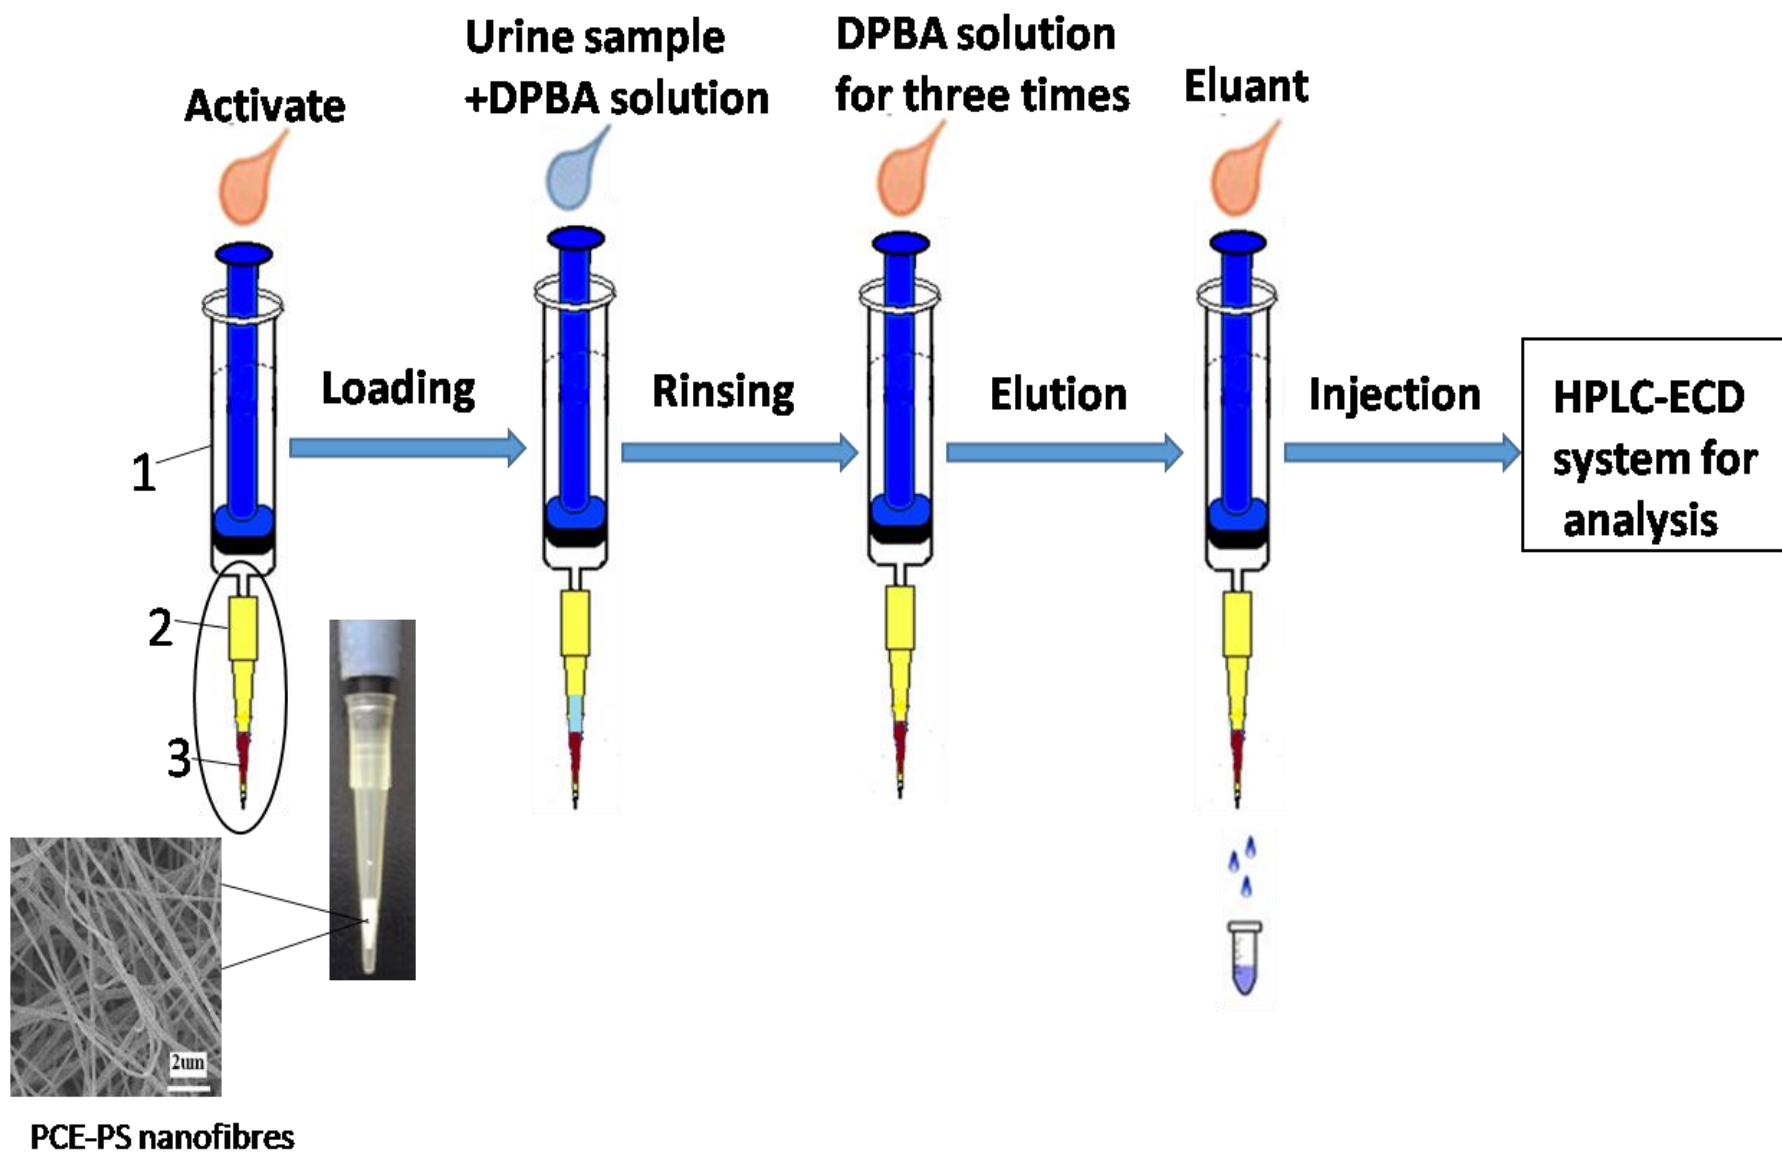 Activate
Urine sample
+DPBA solution
DPBA solution
for three times
Eluant
Loading
Rinsing
Elution
Injection
HPLC-ECD
system for
analysis
1
2
3
2um
PCE-PS nanofibres